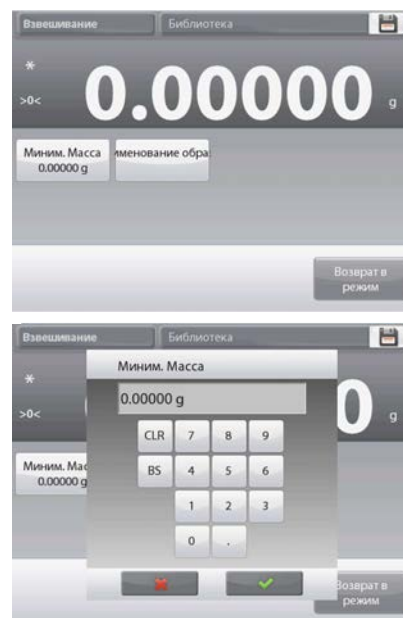 Взвешивание Библиотека
*
>0< 0.00000 g
Миним. Масса именование обра
0.00000 g
Возврат в
режим
Взвешивание Библиотека
Миним. Масса
*
0.00000 g
>0< 0 g
CLR 7 8 9
Миним. Мас BS 4 5 6
0.00000 g
1 2 3
0 .
Возврат в
режим